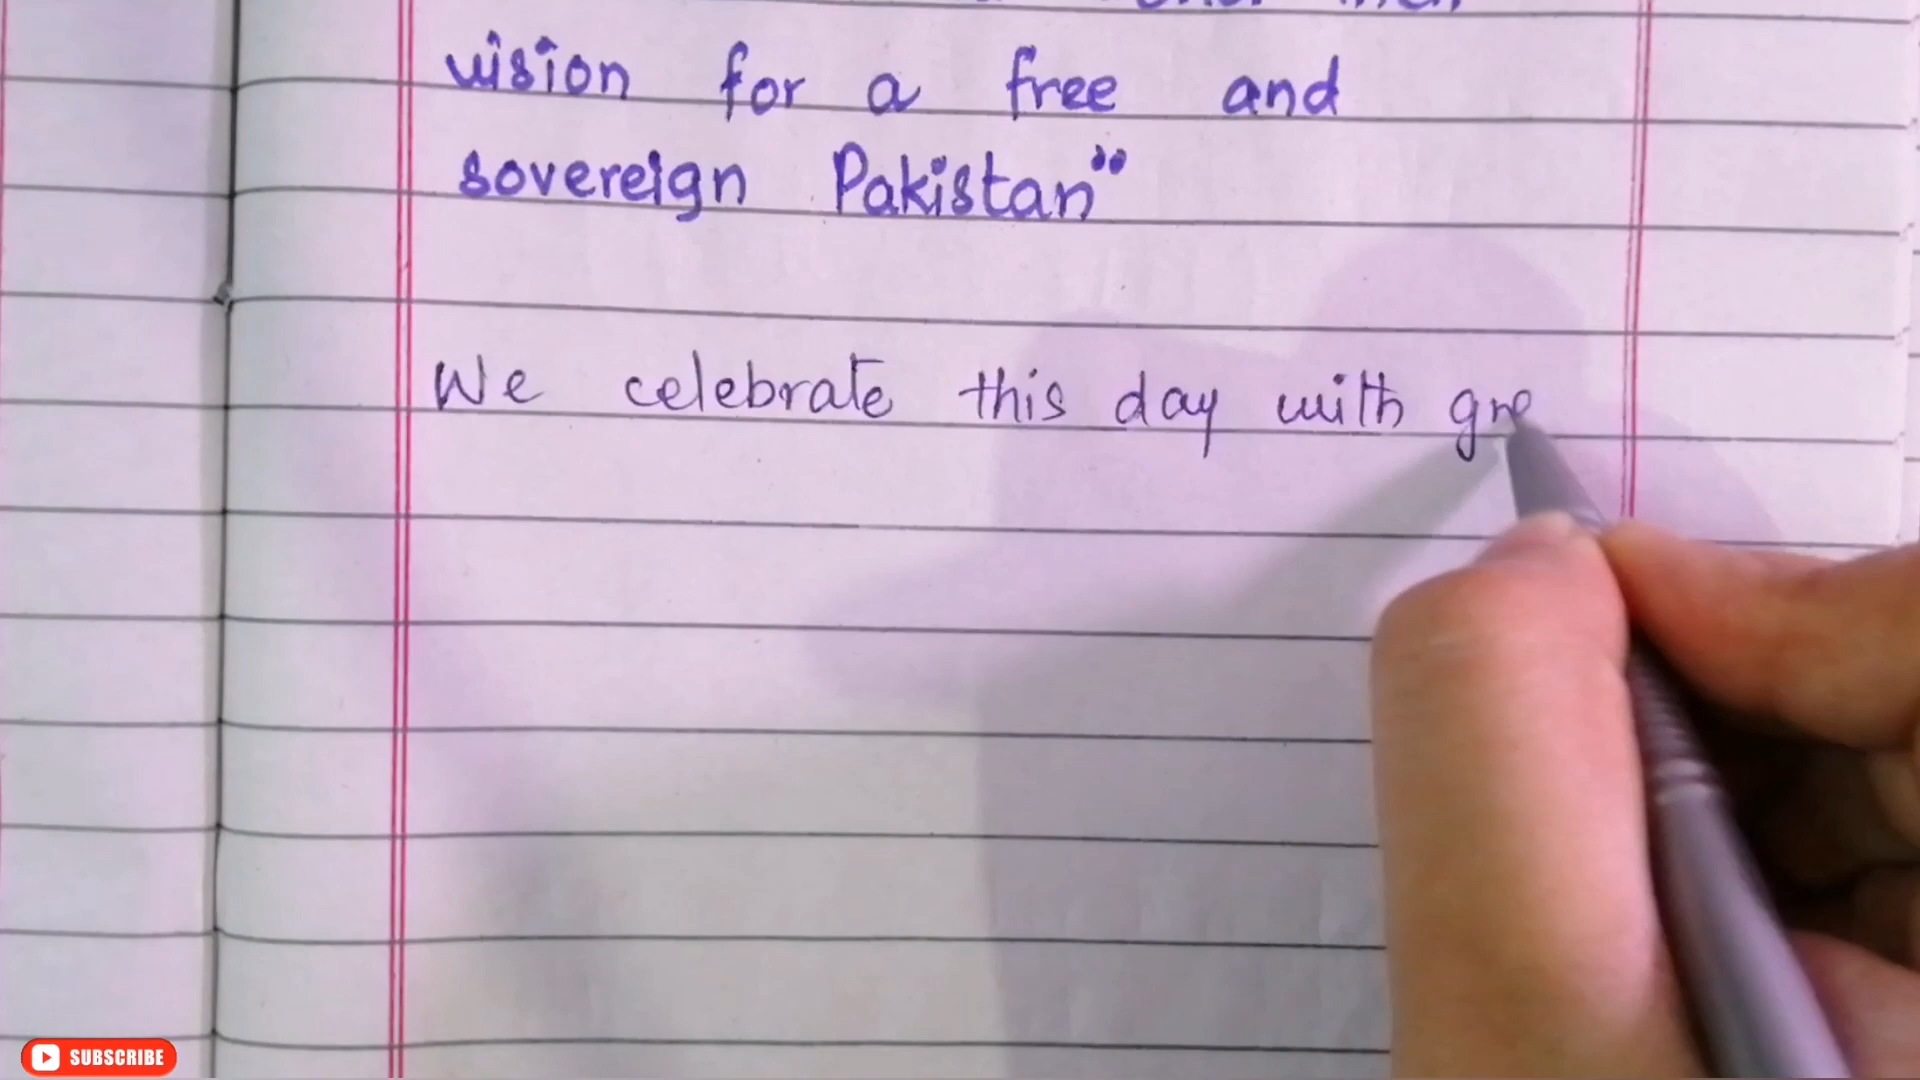 vision for a free and
sovereign Pakistan"
We celebrate this day with gre
SUBSCRIBE